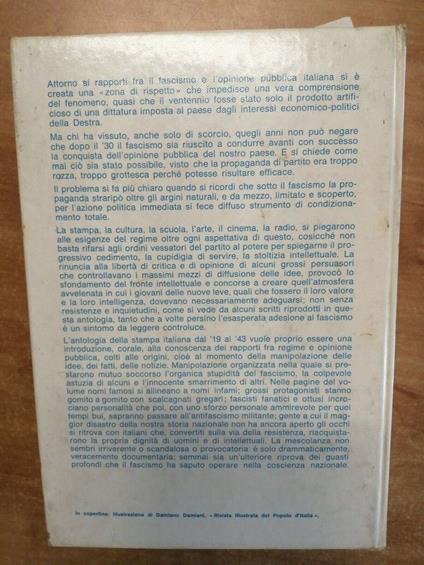 Attorno si rapporti fra il fascismo e l'opinione pubblica italiana si è
creata una «zona di rispetto» che impedisce una vera comprensione
del fenomeno, quasi che il ventennio fosse stato solo il prodotto artifi-
cioso di una dittatura imposta al paese dagli interessi economico-politici
della Destra.
Ma chi ha vissuto, anche solo di scorcio, quegli anni non può negare
che dopo il '30 il fascismo sia riuscito a condurre avanti con successo
la conquista dell'opinione pubblica del nostro paese. E si chiede come
mai ciò sia stato possibile, visto che la propaganda di partito era troppo
rozza, troppo grottesca perché potesse risultare efficace.
Il problema si fa più chiaro quando si ricordi che sotto il fascismo la pro-
paganda straripò oltre gli argini naturali, e da mezzo, limitato e scoperto,
per l'azione politica immediata si fece diffuso strumento di condiziona-
mento totale.
La stampa, la cultura, la scuola, l'arte, il cinema, la radio, si piegarono
alle esigenze del regime oltre ogni aspettativa di questo, cosicché non
basta rifarsi agli ordini vessatori del partito al potere per spiegarne il pro-
gressivo cedimento, la cupidigia di servire, la stoltizia intellettuale. La
rinuncia alla libertà di critica e di opinione di alcuni grossi persuasori
che controllavano i massimi mezzi di diffusione delle idee, provocò lo
sfondamento del fronte intellettuale e concorse a creare quell'atmosfera
avvelenata in cui i giovani delle nuove leve, quali che fossero il loro valore
e la loro intelligenza, dovevano necessariamente adeguarsi; non senza
resistenze e inquietudini, come si vede da alcuni scritti riprodotti in que-
sta antologia, tanto che a volte persino l'esasperata adesione al fascismo
è un sintomo da leggere controluce.
L'antologia della stampa italiana dal '19 al '43 vuole proprio essere una
introduzione, corale, alla conoscenza dei rapporti fra regime e opinione
pubblica, colti alle origini, cioè al momento della manipolazione delle
idee, dei fatti, delle notizie. Manipolazione organizzata nella quale si pre-
starono mutuo soccorso l'organica stupidità del fascismo, la colpevole
astuzia di alcuni e l'innocente smarrimento di altri. Nelle pagine del vo-
lume nomi famosi si allineano a nomi infami; grossi protagonisti stanno
gomito a gomito con scalcagnati gregari; fascisti fanatici e ottusi incro-
ciano personalità che poi, con uno sforzo personale ammirevole per quei
tempi bui, sapranno passare all'antifascismo militante; gente a cui il mag-
gior disastro della nostra storia nazionale non ha ancora aperto gli occhi
si ritrova con italiani che, convertiti sulla via della resistenza, riacquista-
rono la propria dignità di uomini e di intellettuali. La mescolanza non
sembri irriverente o scandalosa o provocatoria: è solo drammaticamente,
veracemente documentaria; semmai sia un'ulteriore riprova dei guasti
profondi che il fascismo ha saputo operare nella coscienza nazionale.
In copertina: Illustrazione di Damiano Damiani, «Rivista Illustrata del Popolo d'Italia».